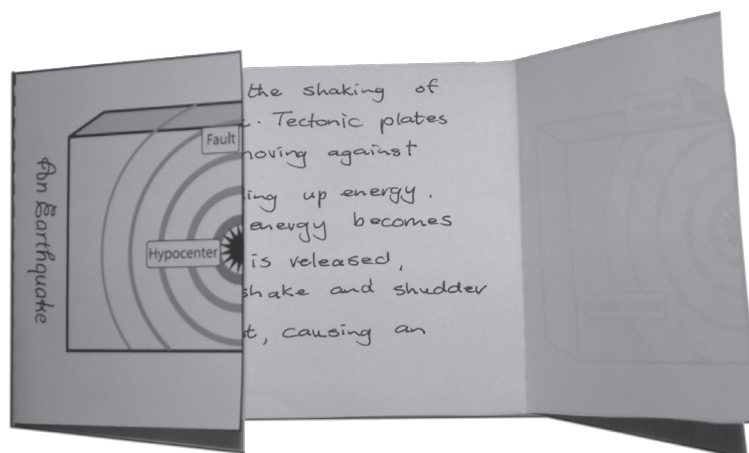 An Earthquake
Fault
Hypocenter
the shaking of
Tectonic plates
moving against
up energy.
energy becomes
is released,
shake and shudder
causing an